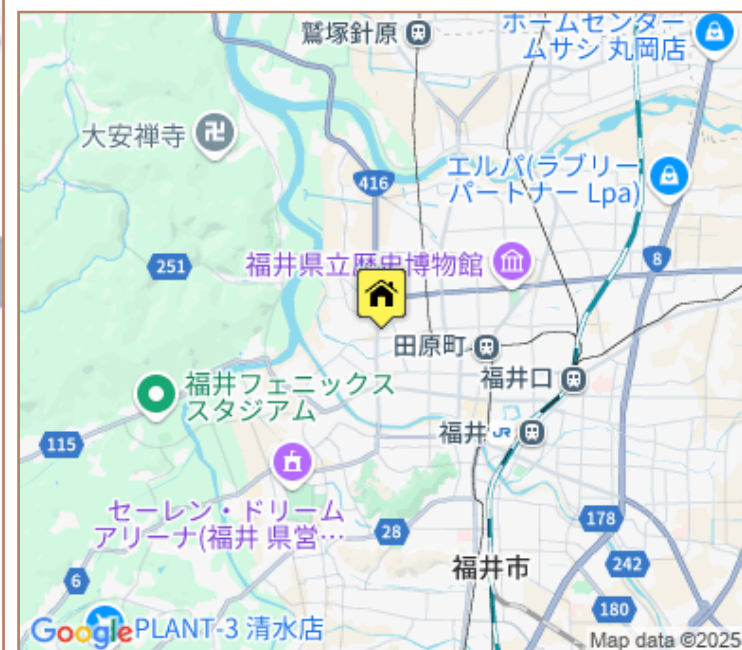 鷲塚針原
ホームセンター
ムサシ 丸岡店
大安禅寺
416
エルパ(ラブリー
パートナー Lpa)
251
福井県立歴史博物館
8
田原町
福井口
福井フェニックス
スタジアム
115
福井
JR
セーレン・ドリーム
アリーナ(福井 県営…
28
178
福井市
242
6
180
Google
PLANT-3 清水店
Map data ©2025